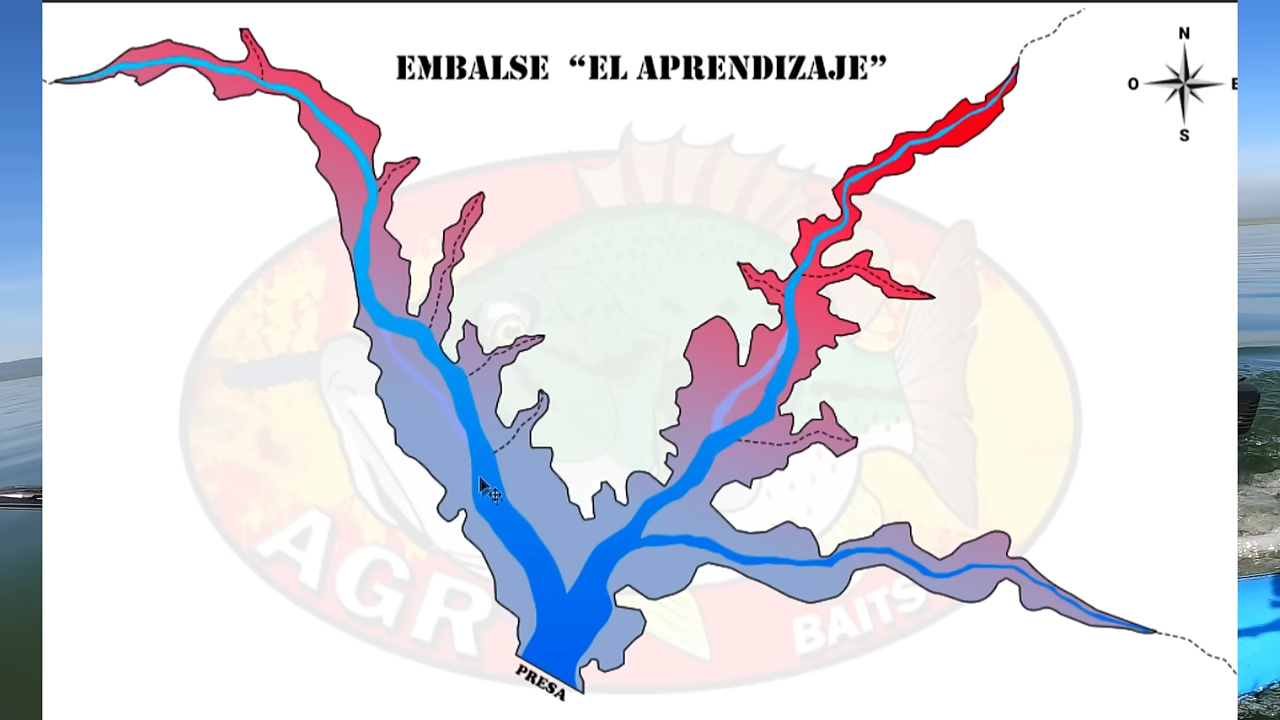 EMBALSE “EL APRENDIZAJE”
N
O E
S
AGR
BAITS
PRESA